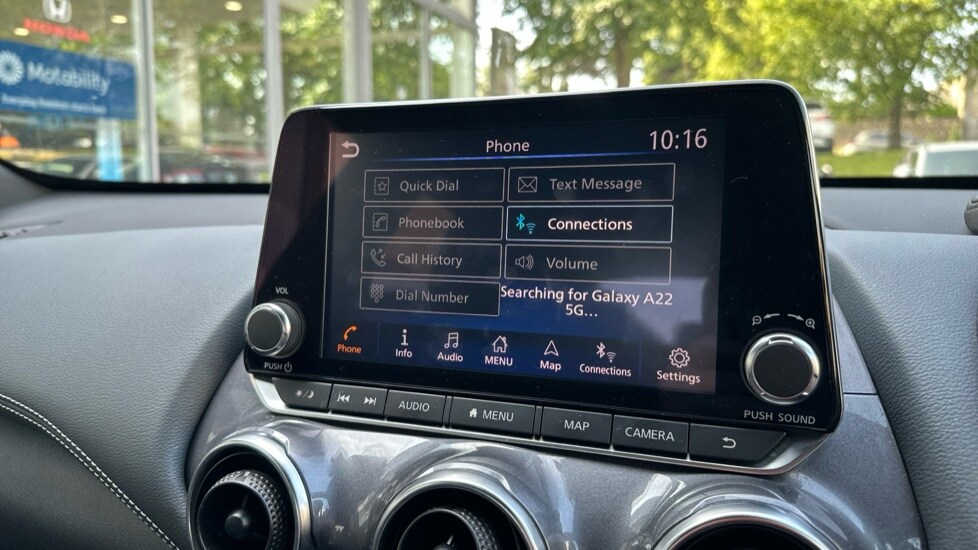 HONDA
Motability
Phone
10:16
Quick Dial
Text Message
Phonebook
Connections
Call History
Volume
Dial Number
Searching for Galaxy A22
5G...
Phone
Info
Audio
MENU
Map
Connections
Settings
VOL
PUSH
PUSH SOUND
AUDIO
MENU
MAP
CAMERA